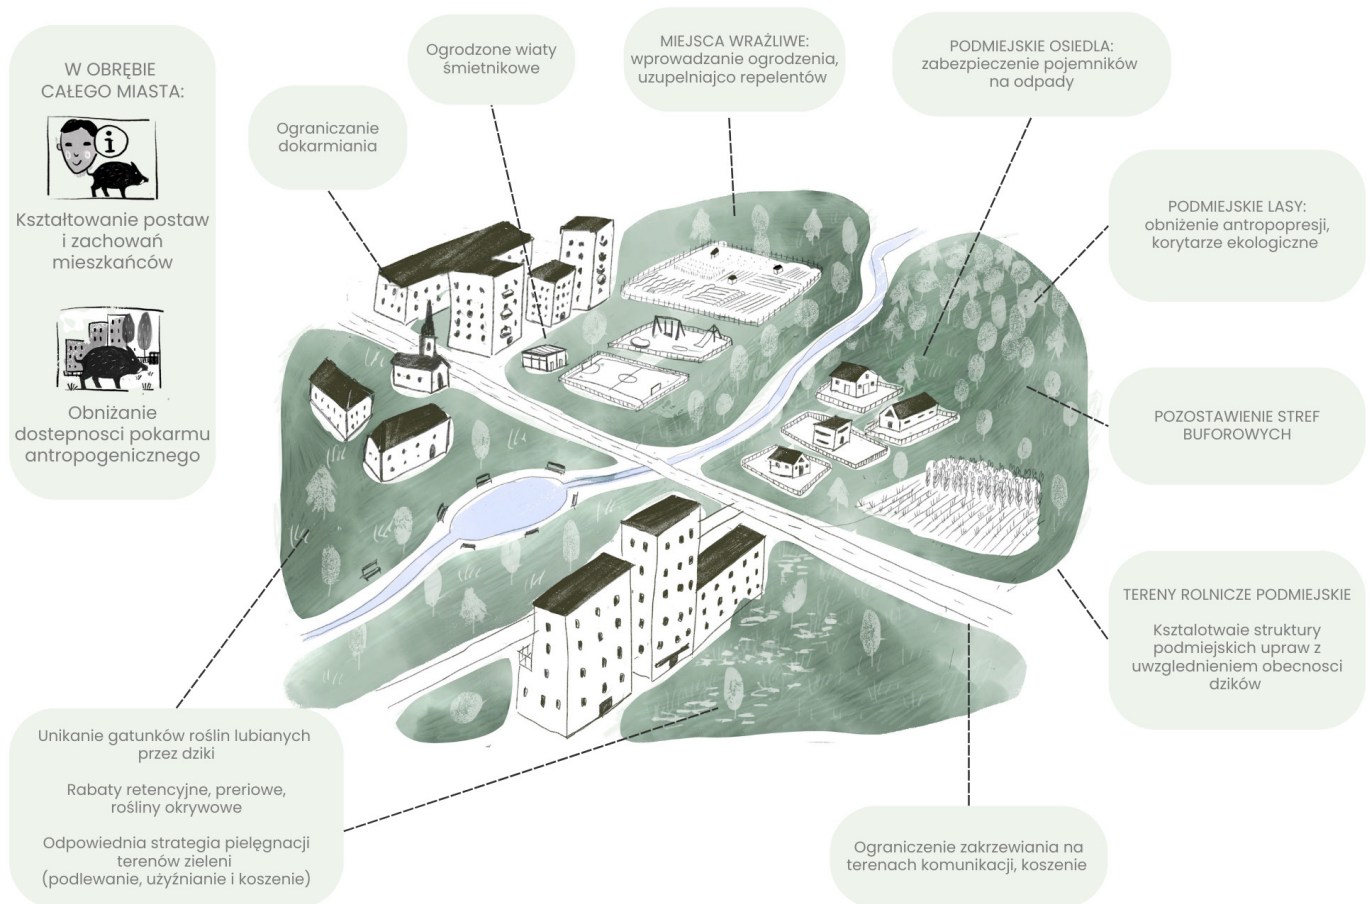 W OBRĘBIE
CAŁEGO MIASTA:
i
Kształtowanie postaw
i zachowań
mieszkańców
Obniżanie
dostepnosci pokarmu
antropogenicznego
Ograniczanie
dokarmiania
Ogrodzone wiaty
śmietnikowe
MIEJSCA WRAŻLIWE:
wprowadzanie ogrodzenia,
uzupelniajco repelentów
PODMIEJSKIE OSIEDLA:
zabezpieczenie pojemników
na odpady
PODMIEJSKIE LASY:
obniżenie antropopresji,
korytarze ekologiczne
POZOSTAWIENIE STREF
BUFOROWYCH
TERENY ROLNICZE PODMIEJSKIE
Ksztalotwaie struktury
podmiejskich upraw z
uwzglednieniem obecnosci
dzików
Unikanie gatunków roślin lubianych
przez dziki
Rabaty retencyjne, preriowe,
rośliny okrywowe
Odpowiednia strategia pielęgnacji
terenów zieleni
(podlewanie, użyźnianie i koszenie)
Ograniczenie zakrzewiania na
terenach komunikacji, koszenie